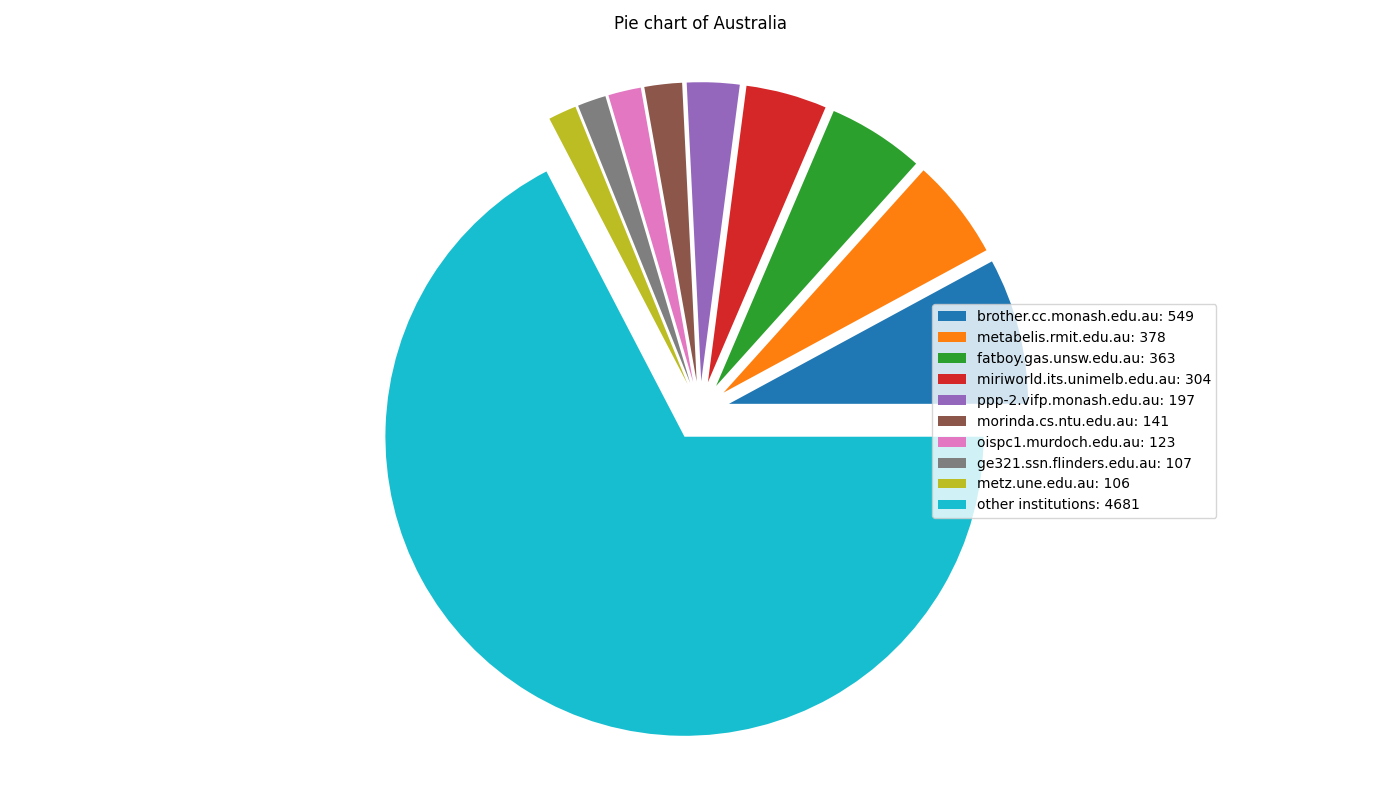 Pie chart of Australia
brother.cc.monash.edu.au: 549
metabelis.rmit.edu.au: 378
fatboy.gas.unsw.edu.au: 363
miriworld.its.unimelb.edu.au: 304
ppp-2.vifp.monash.edu.au: 197
morinda.cs.ntu.edu.au: 141
oispc1.murdoch.edu.au: 123
ge321.ssn.flinders.edu.au: 107
metz.une.edu.au: 106
other institutions: 4681